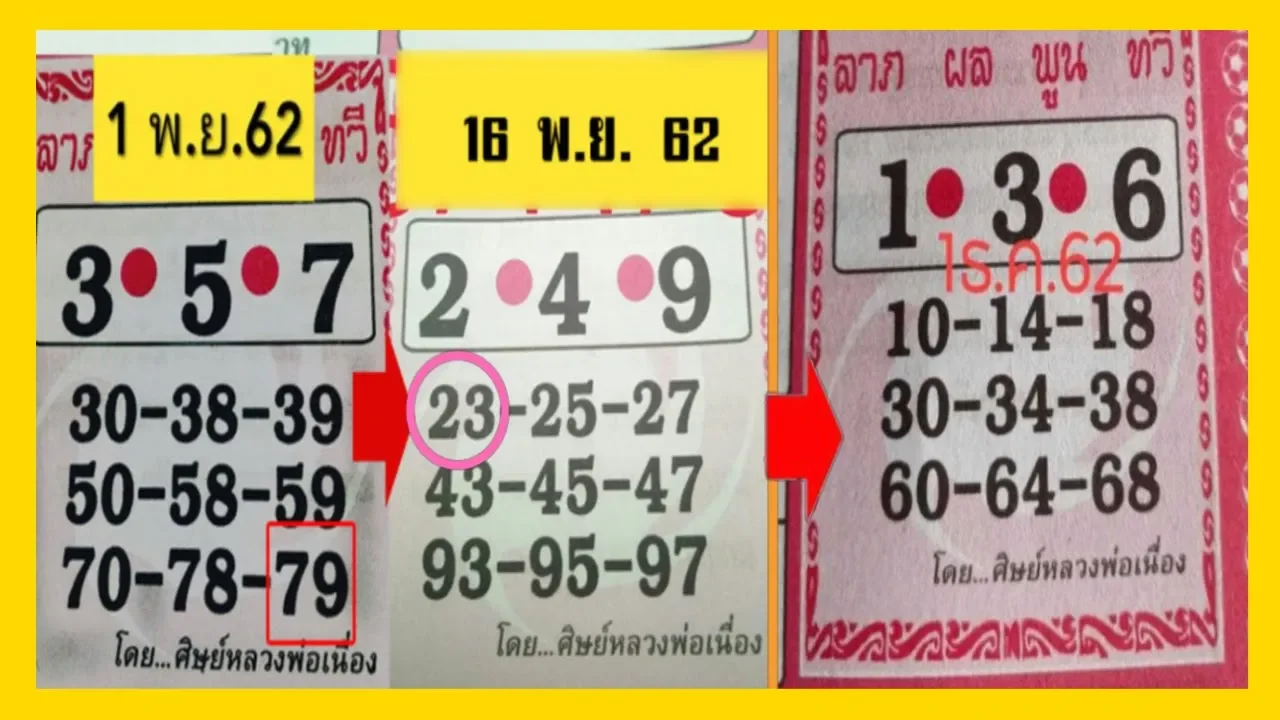 าท
1 พ.ย.62
ลาภ ทวี
3•5•7
30-38-39
50-58-59
70-78-79
โดย...ศิษย์หลวงพ่อเนื่อง
16 พ.ย. 62
2•4•9
23-25-27
43-45-47
93-95-97
โดย...ศิษย์หลวงพ่อเนื่อง
ลาภ ผล พูน ทวี
1•3•6
1ธ.ค.62
10-14-18
30-34-38
60-64-68
โดย...ศิษย์หลวงพ่อเนื่อง